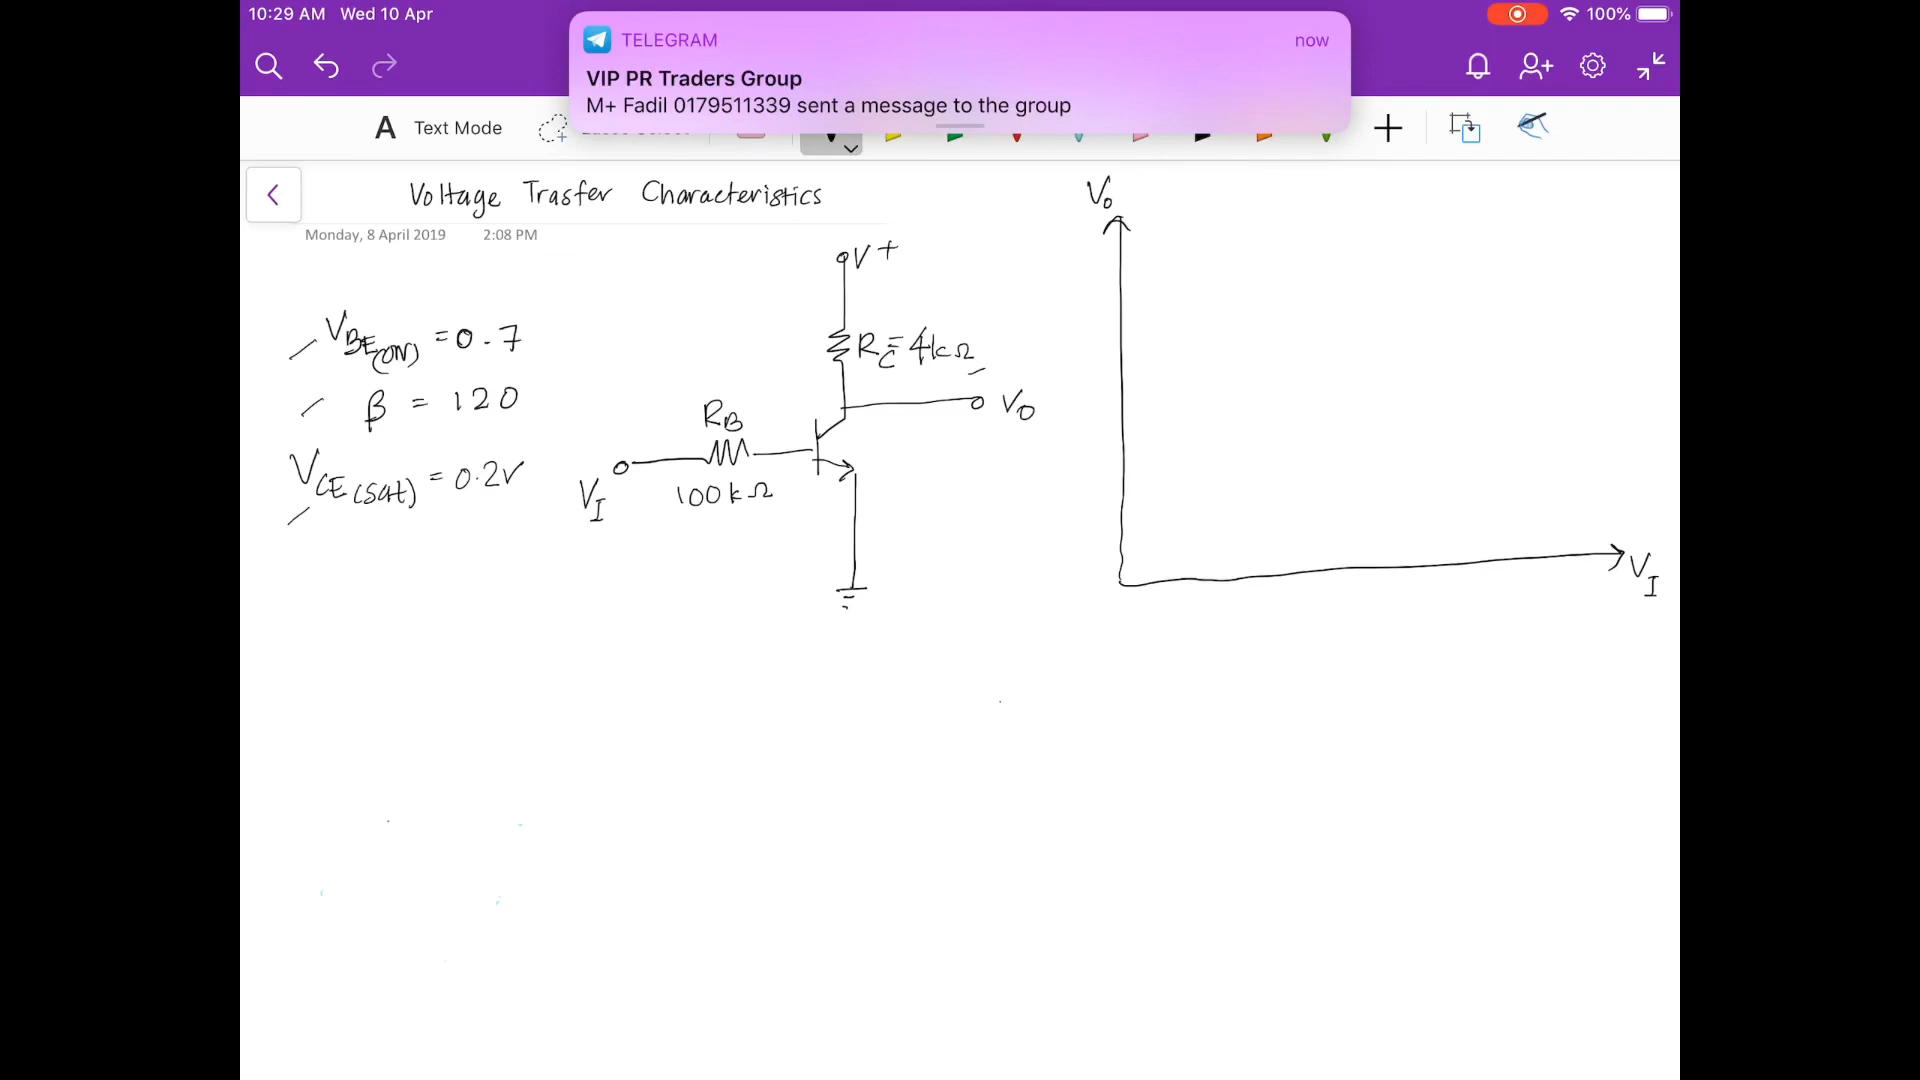 10:29 AM Wed 10 Apr
100%
TELEGRAM
now
VIP PR Traders Group
M+ Fadil 0179511339 sent a message to the group
A Text Mode
Voltage Trasfer Characteristics
Monday, 8 April 2019 2:08 PM
VBE(ON) = 0.7
β = 120
VCE(sat) = 0.2V
V+
RC = 4kΩ
VO
RB
100kΩ
VI
Vo
VI